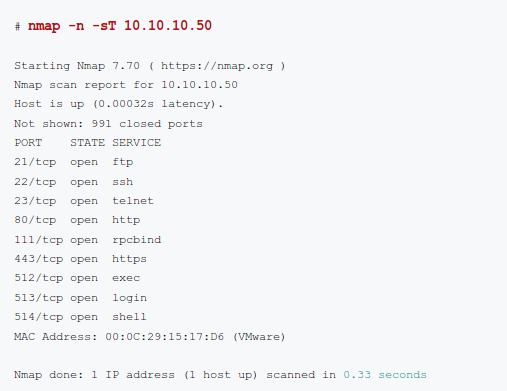 # nmap -n -sT 10.10.10.50
Starting Nmap 7.70 ( https://nmap.org )
Nmap scan report for 10.10.10.50
Host is up (0.00032s latency).
Not shown: 991 closed ports
PORT    STATE SERVICE
21/tcp  open  ftp
22/tcp  open  ssh
23/tcp  open  telnet
80/tcp  open  http
111/tcp open  rpcbind
443/tcp open  https
512/tcp open  exec
513/tcp open  login
514/tcp open  shell
MAC Address: 00:0C:29:15:17:D6 (VMware)
Nmap done: 1 IP address (1 host up) scanned in 0.33 seconds